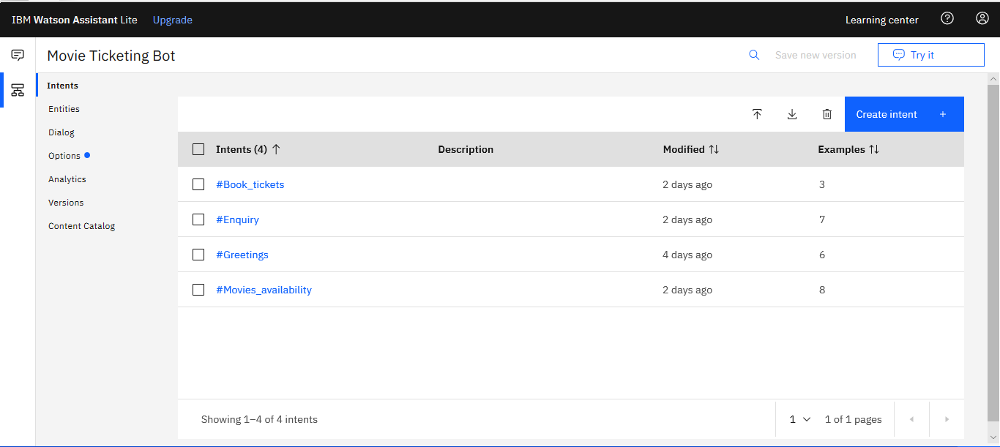 IBM Watson Assistant Lite Upgrade Learning center
Movie Ticketing Bot Save new version Try it
Intents
Entities
Dialog
Options
Analytics
Versions
Content Catalog
Create intent +
Intents (4) Description Modified Examples
#Book_tickets 2 days ago 3
#Enquiry 2 days ago 7
#Greetings 4 days ago 6
#Movies_availability 2 days ago 8
Showing 1–4 of 4 intents 1 1 of 1 pages